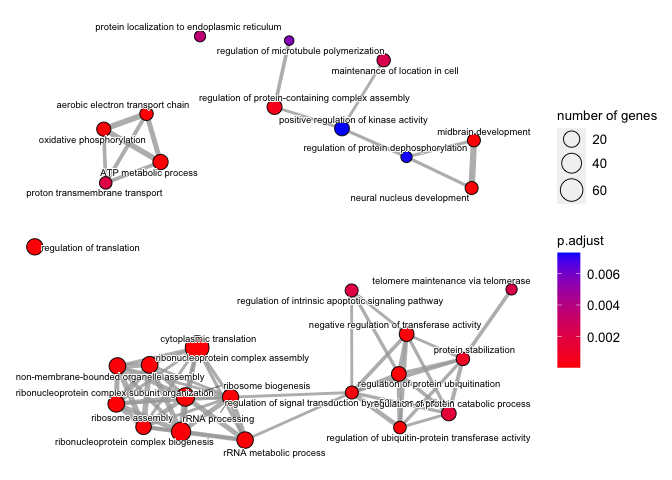 protein localization to endoplasmic reticulum
regulation of microtubule polymerization
maintenance of location in cell
aerobic electron transport chain
regulation of protein-containing complex assembly
oxidative phosphorylation
positive regulation of kinase activity
midbrain development
regulation of protein dephosphorylation
ATP metabolic process
proton transmembrane transport
neural nucleus development
regulation of translation
telomere maintenance via telomerase
regulation of intrinsic apoptotic signaling pathway
negative regulation of transferase activity
cytoplasmic translation
protein stabilization
ribonucleoprotein complex assembly
non-membrane-bounded organelle assembly
ribosome biogenesis
regulation of protein ubiquitination
ribonucleoprotein complex subunit organization
regulation of signal transduction by
regulation of protein catabolic process
ribosome assembly
rRNA processing
ribonucleoprotein complex biogenesis
regulation of ubiquitin-protein transferase activity
rRNA metabolic process
number of genes
20
40
60
p.adjust
0.006
0.004
0.002